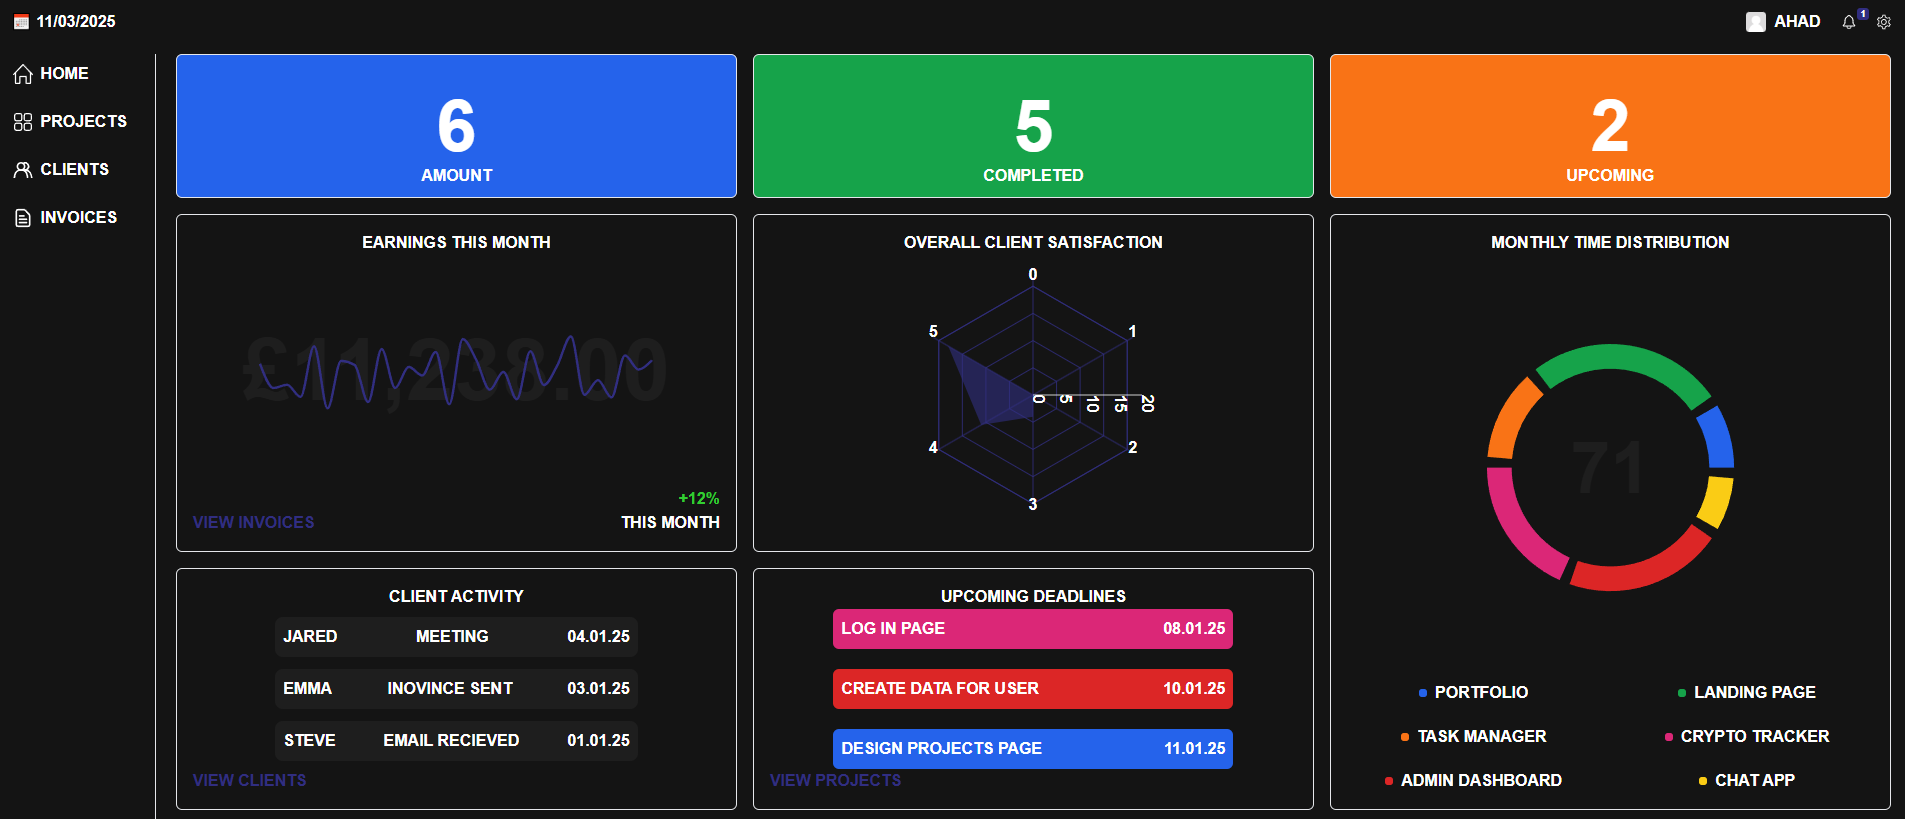 11/03/2025
AHAD
1
HOME
PROJECTS
CLIENTS
INVOICES
6
AMOUNT
5
COMPLETED
2
UPCOMING
EARNINGS THIS MONTH
£11,238.00
+12%
VIEW INVOICES
THIS MONTH
OVERALL CLIENT SATISFACTION
0
5
1
0 5 10 15 20
4
2
3
MONTHLY TIME DISTRIBUTION
71
PORTFOLIO
LANDING PAGE
TASK MANAGER
CRYPTO TRACKER
ADMIN DASHBOARD
CHAT APP
CLIENT ACTIVITY
JARED MEETING 04.01.25
EMMA INOVINCE SENT 03.01.25
STEVE EMAIL RECIEVED 01.01.25
VIEW CLIENTS
UPCOMING DEADLINES
LOG IN PAGE 08.01.25
CREATE DATA FOR USER 10.01.25
DESIGN PROJECTS PAGE 11.01.25
VIEW PROJECTS